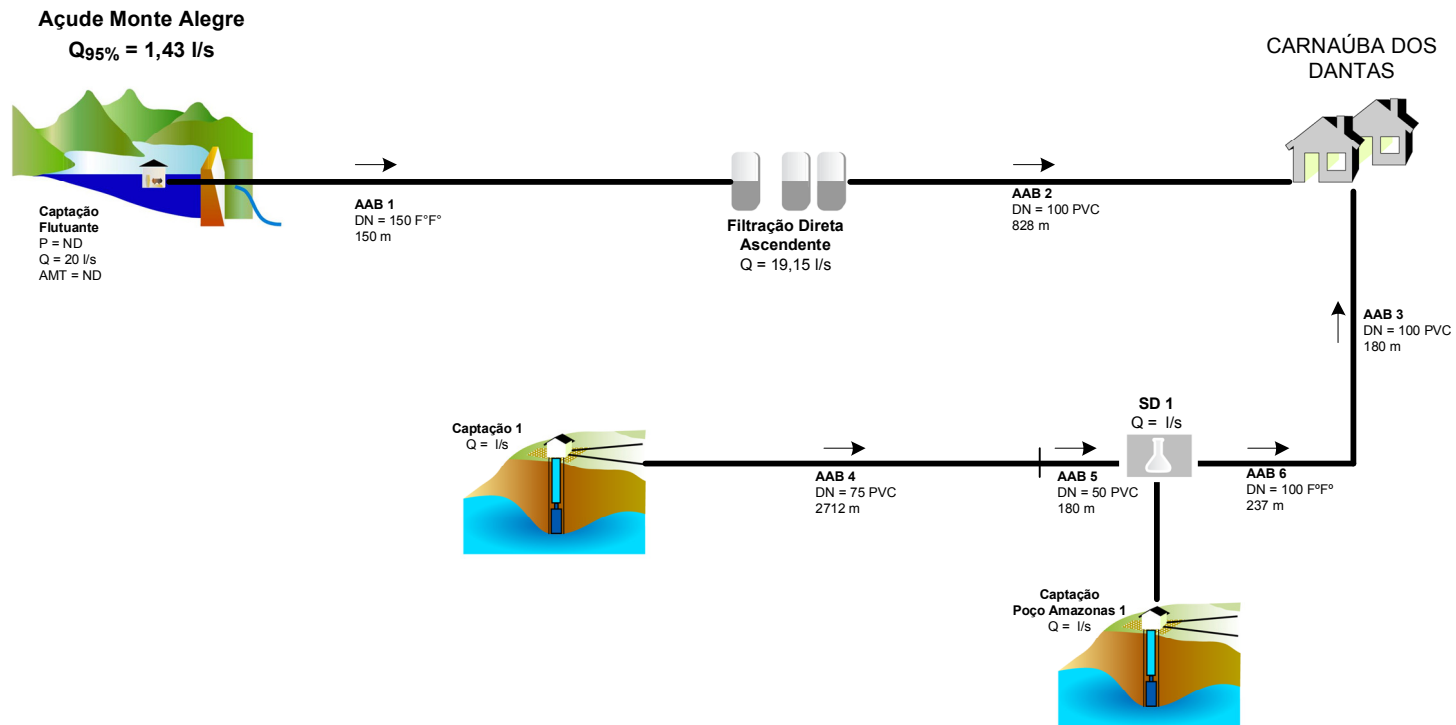 Açude Monte Alegre
Q95% = 1,43 l/s
CARNAÚBA DOS
DANTAS
Captação
Flutuante
P = ND
Q = 20 l/s
AMT = ND
AAB 1
DN = 150 F°F°
150 m
Filtração Direta
Ascendente
Q = 19,15 l/s
AAB 2
DN = 100 PVC
828 m
AAB 3
DN = 100 PVC
180 m
Captação 1
Q = l/s
AAB 4
DN = 75 PVC
2712 m
AAB 5
DN = 50 PVC
180 m
SD 1
Q = l/s
AAB 6
DN = 100 FºFº
237 m
Captação
Poço Amazonas 1
Q = l/s